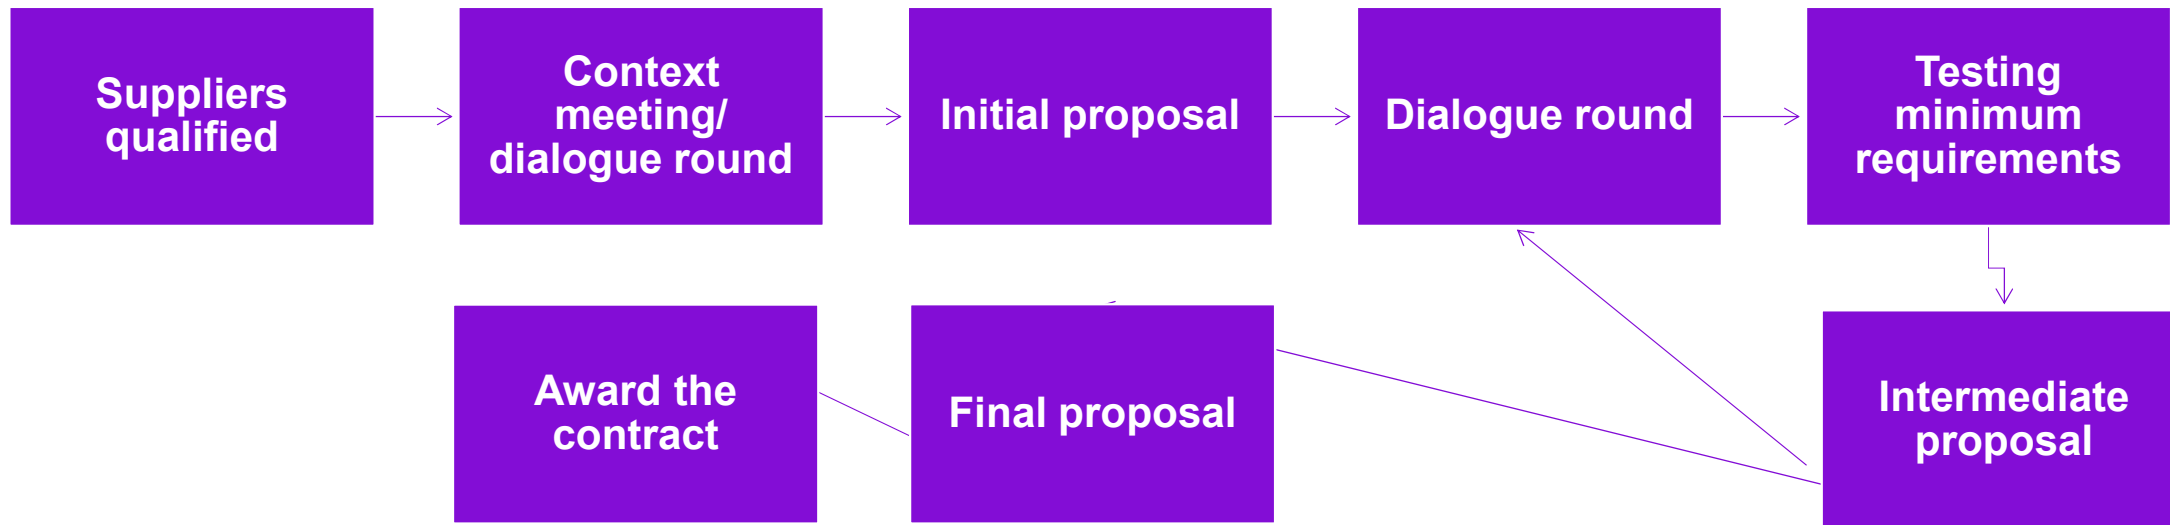 Suppliers
qualified
Context
meeting/
dialogue round
Initial proposal
Dialogue round
Testing
minimum
requirements
Award the
contract
Final proposal
Intermediate
proposal